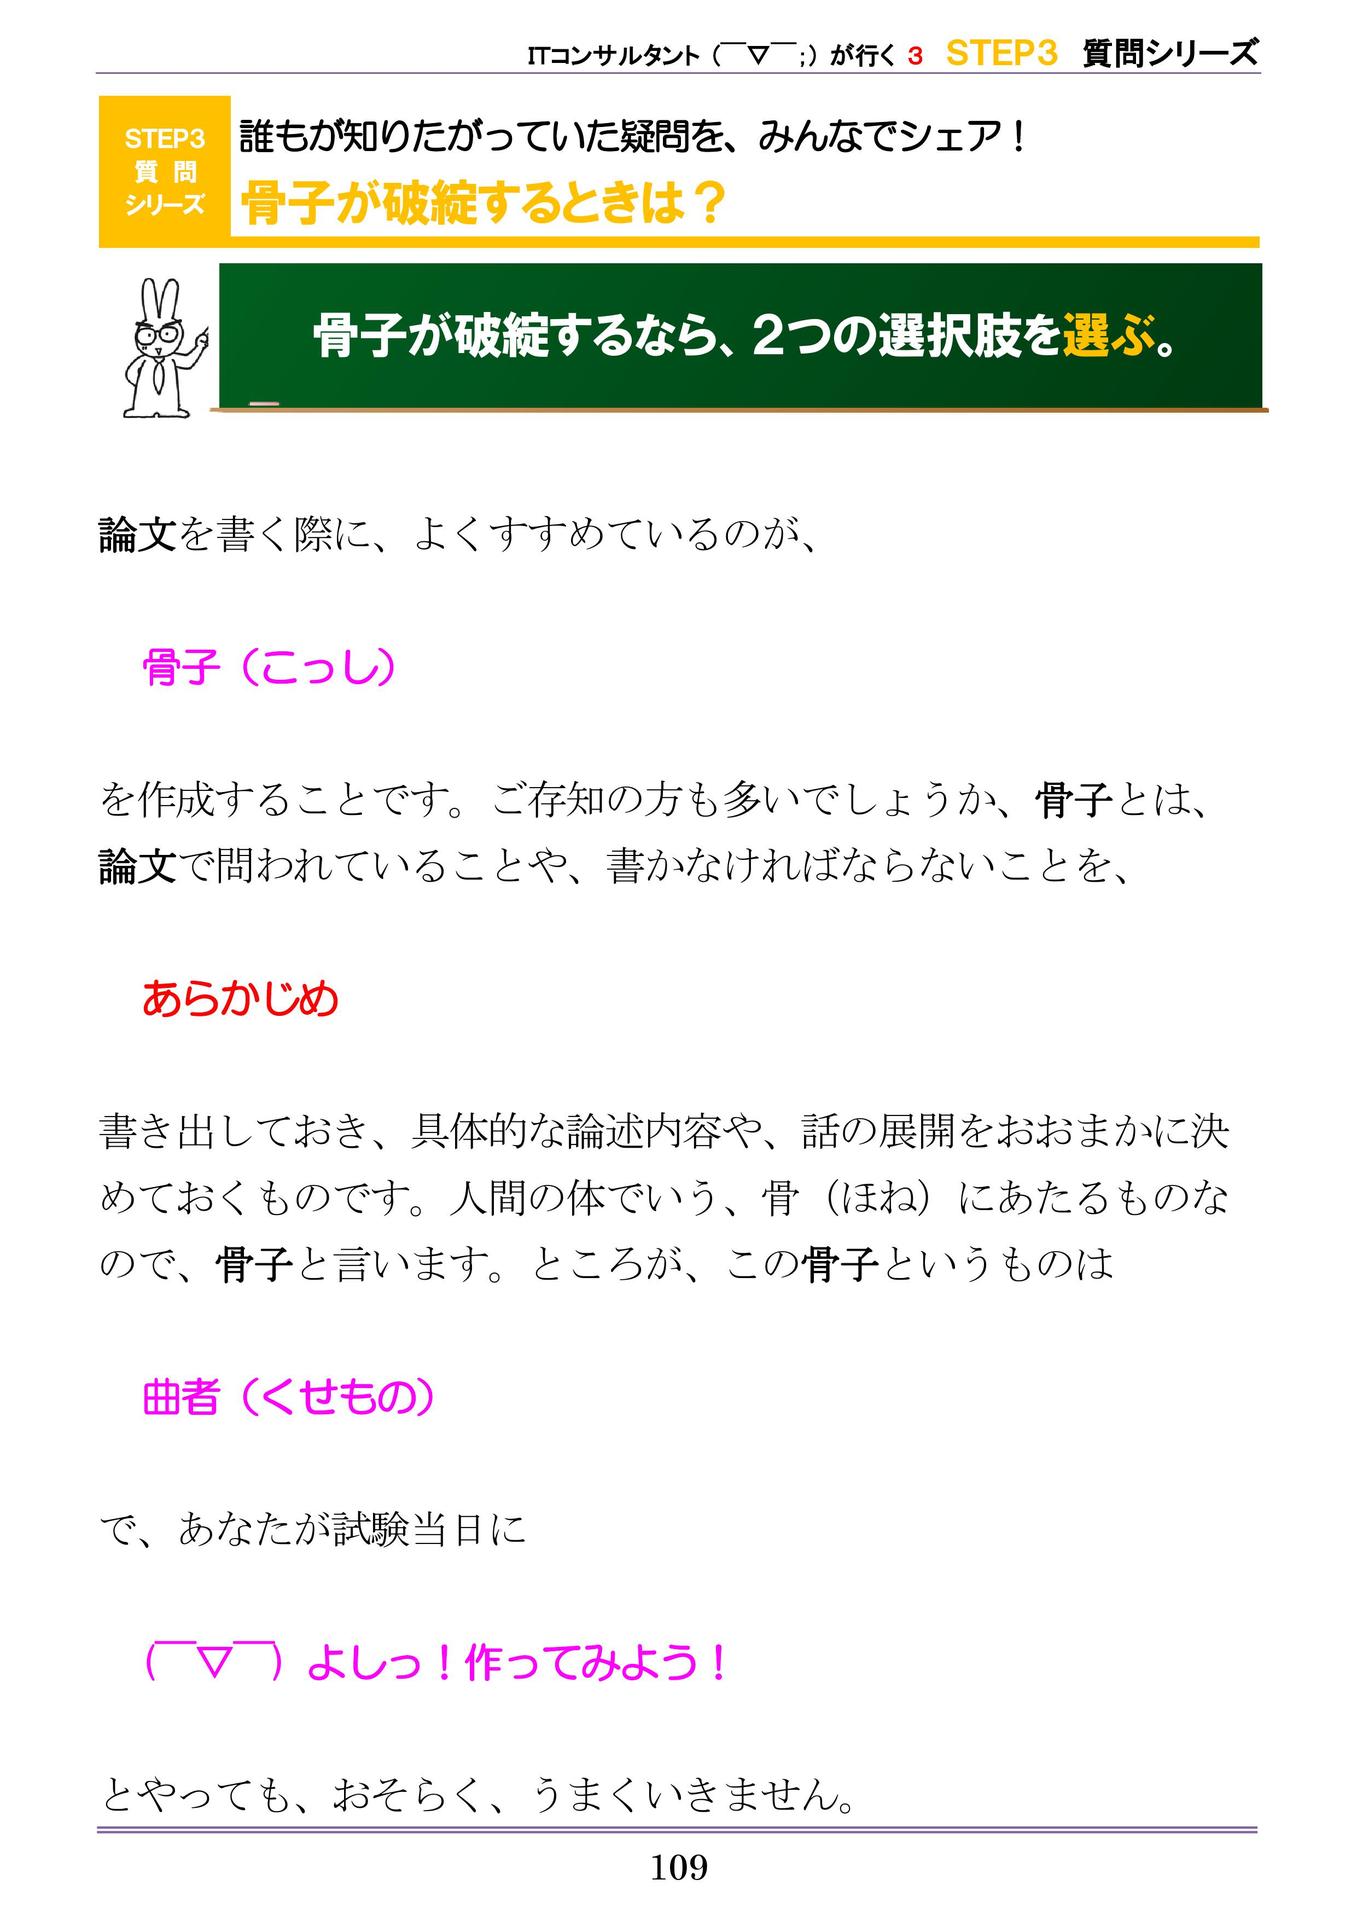 ITコンサルタント（￣▽￣;）が行く 3 STEP3 質問シリーズ
STEP3
質 問
シリーズ
誰もが知りたがっていた疑問を、みんなでシェア！
骨子が破綻するときは？
骨子が破綻するなら、２つの選択肢を選ぶ。
論文を書く際に、よくすすめているのが、
骨子（こっし）
を作成することです。ご存知の方も多いでしょうか、骨子とは、
論文で問われていることや、書かなければならないことを、
あらかじめ
書き出しておき、具体的な論述内容や、話の展開をおおまかに決
めておくものです。人間の体でいう、骨（ほね）にあたるものな
ので、骨子と言います。ところが、この骨子というものは
曲者（くせもの）
で、あなたが試験当日に
（￣▽￣）よしっ！作ってみよう！
とやっても、おそらく、うまくいきません。
109